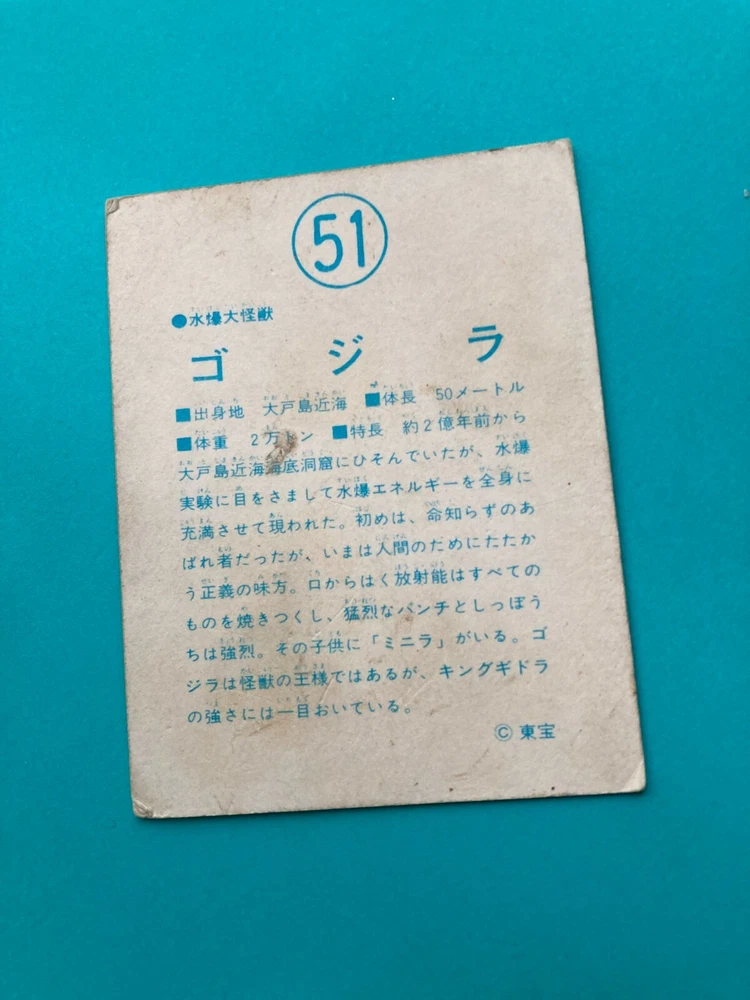 51
●水爆大怪獣
ゴジラ
■出身地 大戸島近海 ■体長 50メートル
■体重 2万トン ■特長 約2億年前から
大戸島近海海底洞窟にひそんでいたが、水爆
実験に目をさまして水爆エネルギーを全身に
充満させて現われた。初めは、命知らずのあ
ばれ者だったが、いまは人間のためにたたか
う正義の味方。口からはく放射能はすべての
ものを焼きつくし、猛烈なパンチとしっぽう
ちは強烈。その子供に「ミニラ」がいる。ゴ
ジラは怪獣の王様ではあるが、キングギドラ
の強さには一目おいている。
©東宝